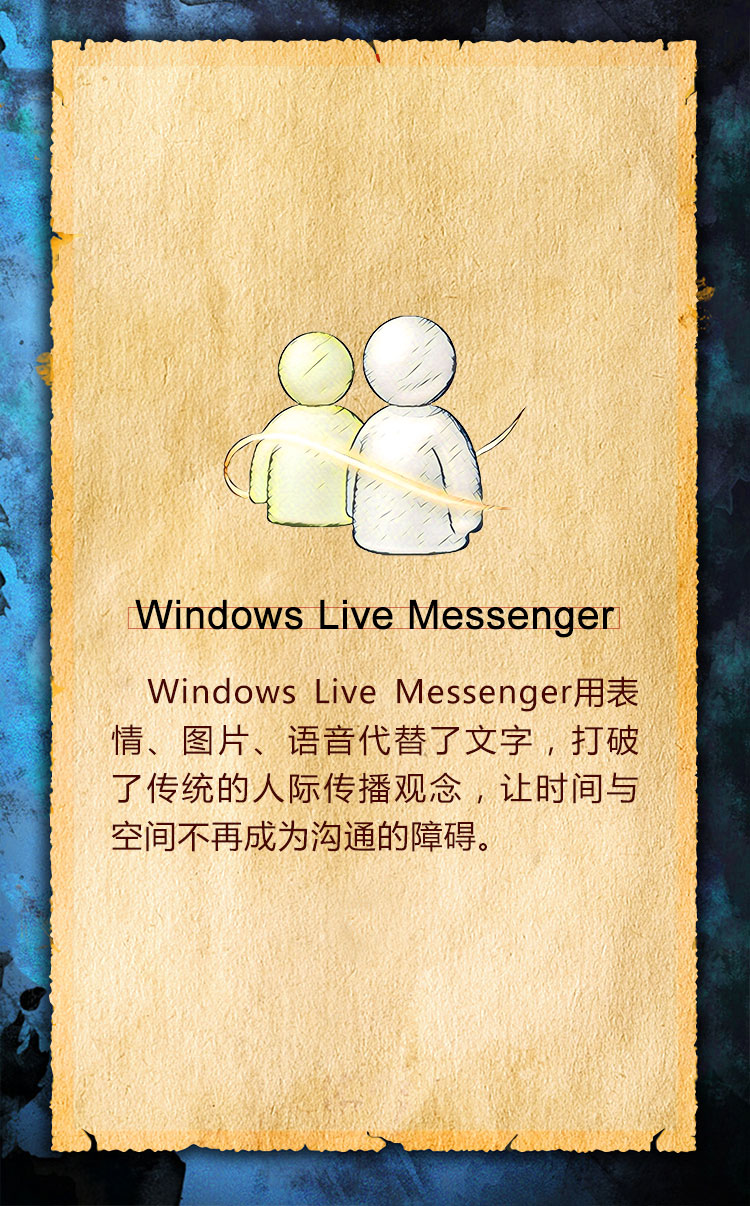 Windows Live Messenger
Windows Live Messenger用表
情、图片、语音代替了文字，打破
了传统的人际传播观念，让时间与
空间不再成为沟通的障碍。